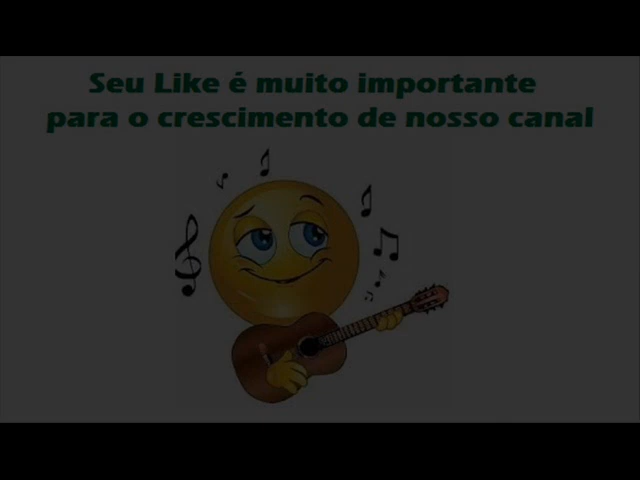 Seu Like é muito importante
para o crescimento de nosso canal